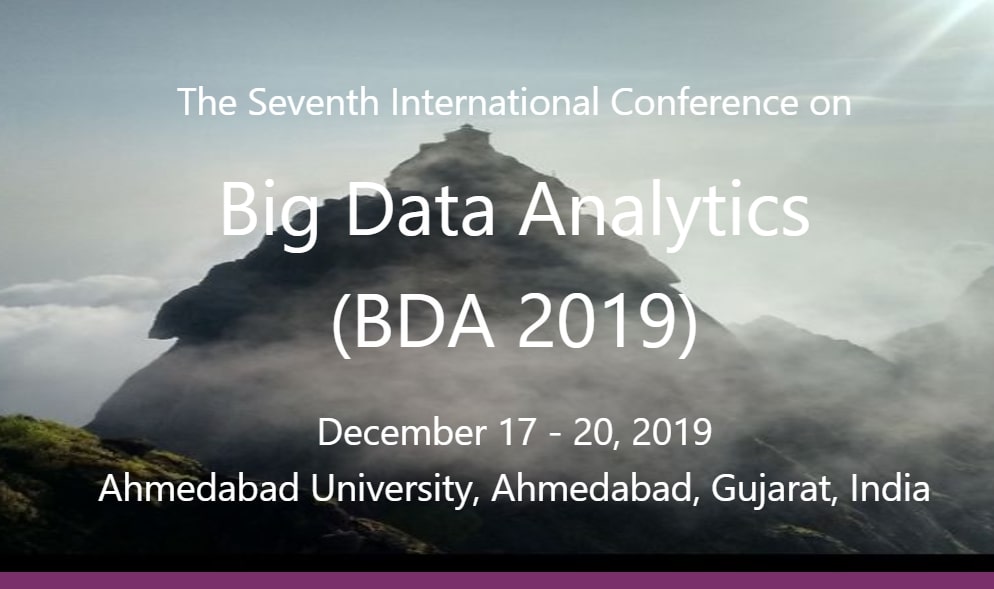 The Seventh International Conference on
Big Data Analytics
(BDA 2019)
December 17 - 20, 2019
Ahmedabad University, Ahmedabad, Gujarat, India